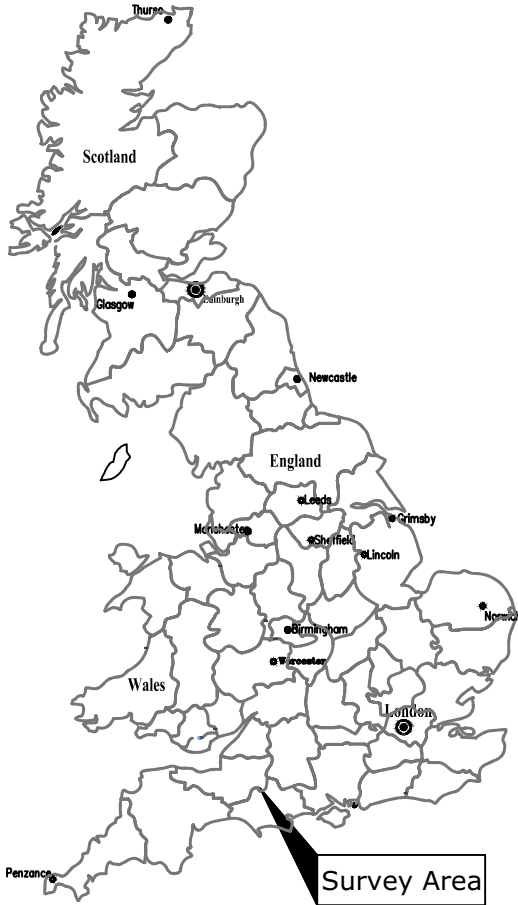 Thurso
Scotland
Edinburgh
Glasgow
Newcastle
England
Leeds
Grimsby
Manchester
Sheffield
Lincoln
Norwich
Birmingham
Worcester
Wales
London
Penzance
Survey Area